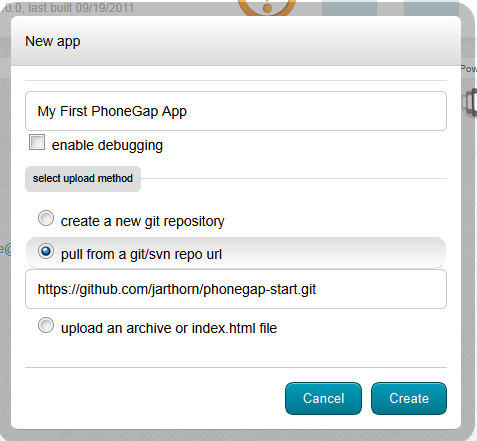 .0.0, last built 09/19/2011
New app
Pow
My First PhoneGap App
enable debugging
select upload method
create a new git repository
e@
pull from a git/svn repo url
https://github.com/jarthorn/phonegap-start.git
upload an archive or index.html file
Cancel
Create